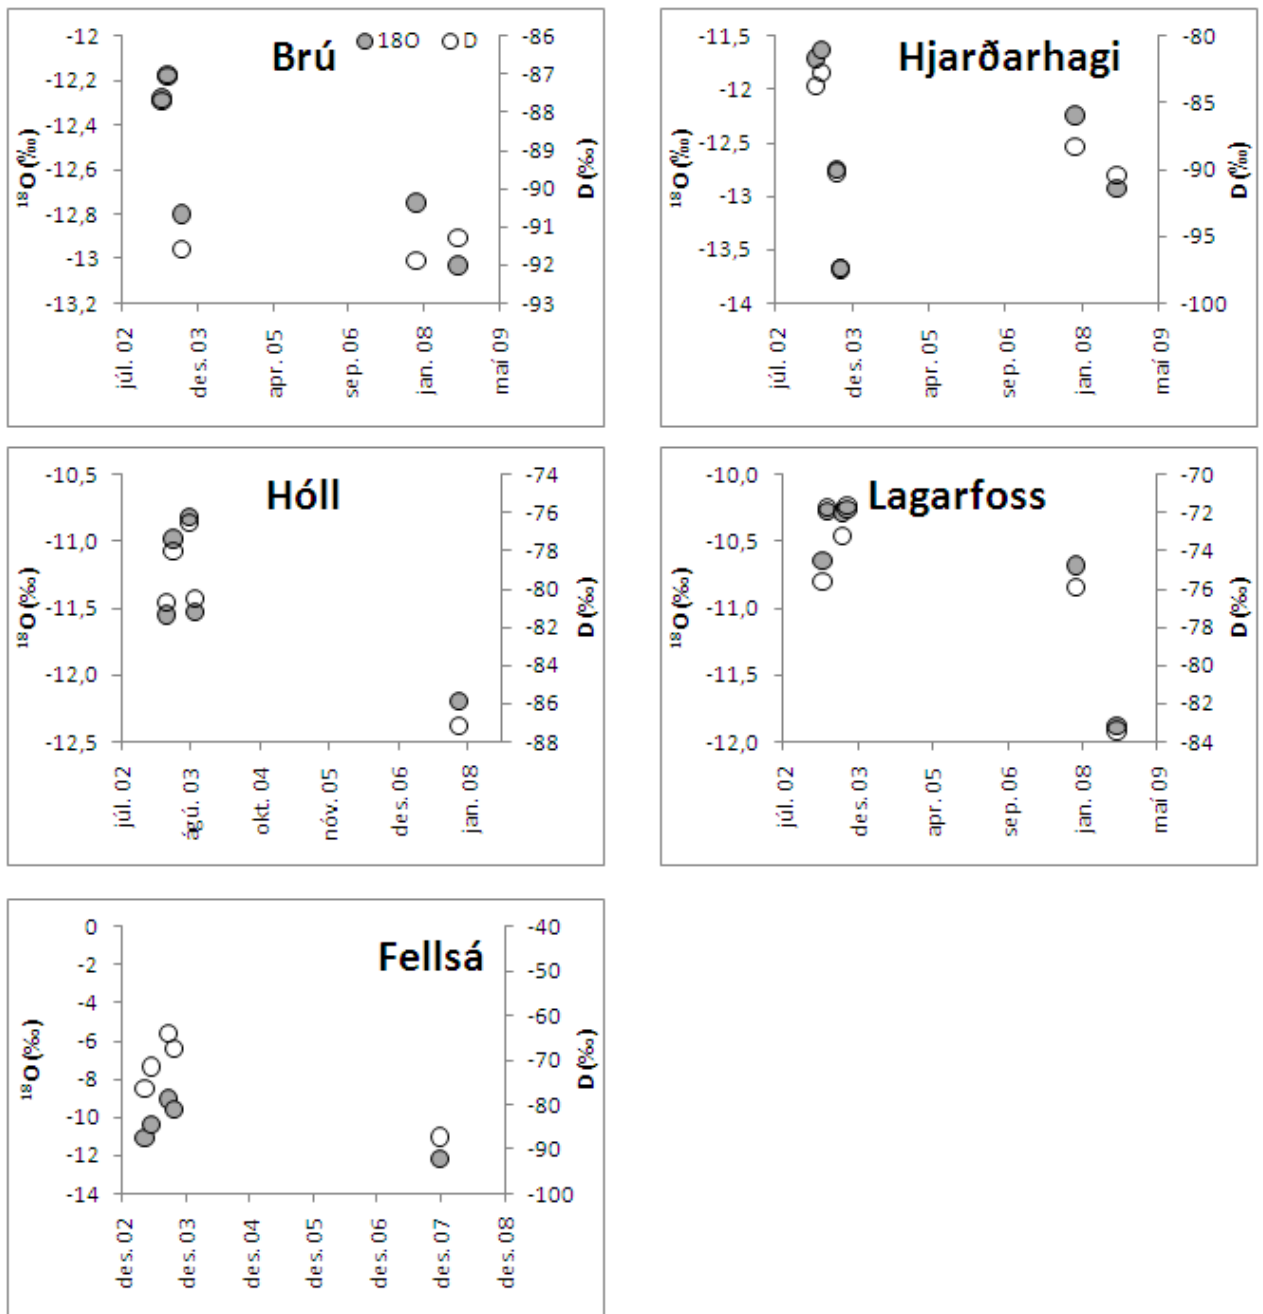 Brú
18O D
-12
-12,2
-12,4
-12,6
-12,8
-13
-13,2
¹⁸O (‰)
-86
-87
-88
-89
-90
-91
-92
-93
D (‰)
júl. 02
des. 03
apr. 05
sep. 06
jan. 08
maí 09
Hjarðarhagi
-11,5
-12
-12,5
-13
-13,5
-14
¹⁸O (‰)
-80
-85
-90
-95
-100
D (‰)
júl. 02
des. 03
apr. 05
sep. 06
jan. 08
maí 09
Hóll
-10,5
-11,0
-11,5
-12,0
-12,5
¹⁸O (‰)
-74
-76
-78
-80
-82
-84
-86
-88
D (‰)
júl. 02
ágú. 03
okt. 04
nóv. 05
des. 06
jan. 08
Lagarfoss
-10,0
-10,5
-11,0
-11,5
-12,0
¹⁸O (‰)
-70
-72
-74
-76
-78
-80
-82
-84
D (‰)
júl. 02
des. 03
apr. 05
sep. 06
jan. 08
maí 09
Fellsá
0
-2
-4
-6
-8
-10
-12
-14
¹⁸O (‰)
-40
-50
-60
-70
-80
-90
-100
D (‰)
des. 02
des. 03
des. 04
des. 05
des. 06
des. 07
des. 08